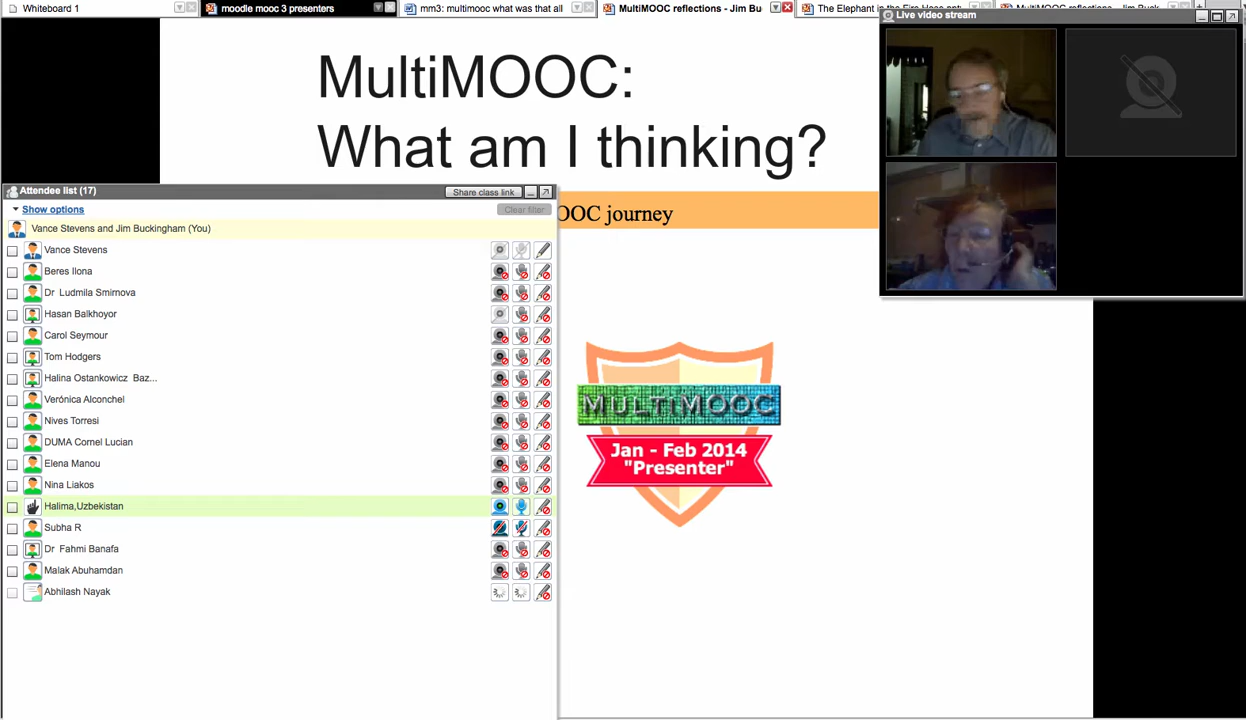 Whiteboard 1
moodle mooc 3 presenters
mm3: multimooc what was that all
MultiMOOC reflections - Jim Bu
The Elephant in the Fire Hose
Live video stream
MultiMOOC:
What am I thinking?
OOC journey
Attendee list (17)
Share class link
Show options
Clear filter
Vance Stevens and Jim Buckingham (You)
Vance Stevens
Beres Ilona
Dr Ludmila Smirnova
Hasan Balkhoyor
Carol Seymour
Tom Hodgers
Halina Ostankowicz Baz...
Verónica Alconchel
Nives Torresi
DUMA Cornel Lucian
Elena Manou
Nina Liakos
Halima,Uzbekistan
Subha R
Dr Fahmi Banafa
Malak Abuhamdan
Abhilash Nayak
MULTIMOOC
Jan - Feb 2014
"Presenter"